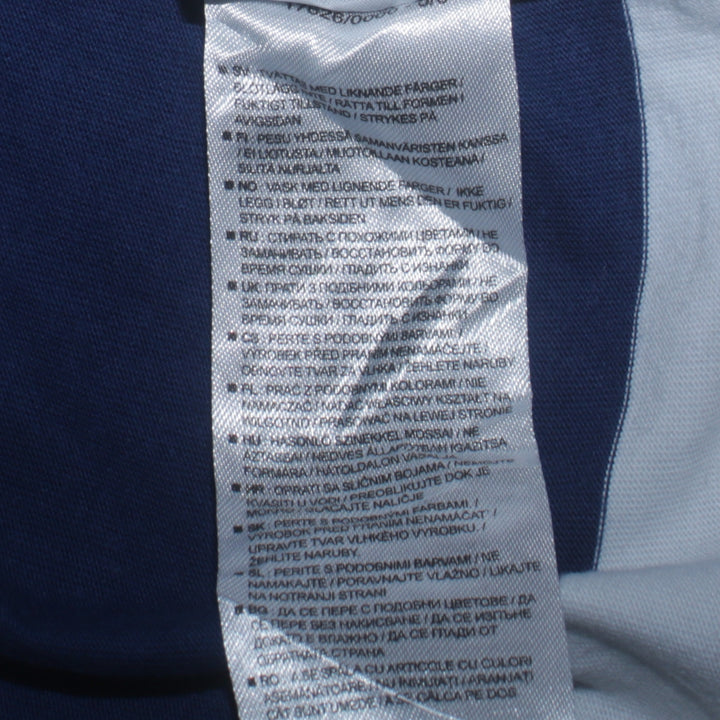 ■ SV : TVÄTTAS MED LIKNANDE FÄRGER /
FUKTIGT TILLSTÅND / RÄTTA TILL FORMEN I
STRYKES PÅ
AVIGSIDAN
■ FI : PESU YHDESSÄ SAMANVÄRISTEN KANSSA
/ EI LIOTUSTA / MUOTOILLAAN KOSTEANA /
SILITÄ NURJALTA
■ NO : VASK MED LIGNENDE FARGER / IKKE
LEGG I BLØT / RETT UT MENS DEN ER FUKTIG /
STRYK PÅ BAKSIDEN
■ RU : СТИРАТЬ С ПОХОЖИМИ ЦВЕТАМИ / НЕ
ЗАМАЧИВАТЬ / ВОССТАНОВИТЬ ФОРМУ ВО
ВРЕМЯ СУШКИ / ГЛАДИТЬ С ИЗНАНКИ
■ UK : ПРАТИ З ПОДІБНИМИ КОЛЬОРАМИ / НЕ
ЗАМАЧИВАТЬ / ВОССТАНОВИТЬ ФОРМУ ВО
ВРЕМЯ СУШКИ / ГЛАДИТЬ С ИЗНАНКИ
■ CS : PERTE S PODOBNÝMI BARVAMI /
VÝROBEK PŘED PRANÍM NENAMÁČEJTE
OBNOVTE TVAR ZA VLHKA / ŽEHLETE NARUBY
■ PL : PRAĆ Z PODOBNYMI KOLORAMI / NIE
NAMACZAĆ / NADAĆ WŁAŚCIWY KSZTAŁT NA
WILGOTNO / PRASOWAĆ NA LEWEJ STRONIE
■ HU : HASONLÓ SZÍNEKKEL MOSSA! / NE
ÁZTASSA! / NEDVES ÁLLAPOTBAN IGAZÍTSA
FORMÁRA / HÁTOLDALON VASALJA
■ HR : OPRATI SA SLIČNIM BOJAMA / NEMOJTE
KVASITI U VODI / PREOBLIKUJTE DOK JE
GLAČAJTE NALIČJE
■ SK : PERTE S PODOBNÝMI FARBAMI /
VÝROBOK PRED PRANÍM NENAMÁČAŤ /
UPRAVTE TVAR VLHKÉHO VÝROBKU. /
ŽEHLITE NARUBY.
SL : PERITE S PODOBNIMI BARVAMI / NE
NAMAKAJTE / PORAVNAJTE VLAŽNO / LIKAJTE
NA NOTRANJI STRANI
■ BG : ДА СЕ ПЕРЕ С ПОДОБНИ ЦВЕТОВЕ / ДА
СЕ ПЕРЕ БЕЗ НАКИСВАНЕ / ДА СЕ ИЗПЪНЕ
ДОКАТО Е ВЛАЖНО / ДА СЕ ГЛАДИ ОТ
ОБРАТНАТА СТРАНА
■ RO : A SE SPĂLA CU ARTICOLE CU CULORI
ASEMĂNĂTOARE / NU INMUIAȚI / ARANJAȚI
CÂT SUNT UMEDE / A SE CĂLCA PE DOS